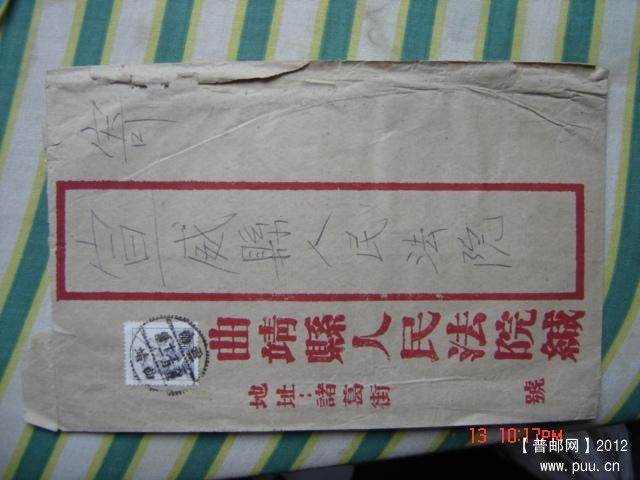 寄
宣威縣人民法院
曲靖縣人民法院緘
地址：諸葛街 號
13 10:17PM
【普邮网】2012
www.puu.cn